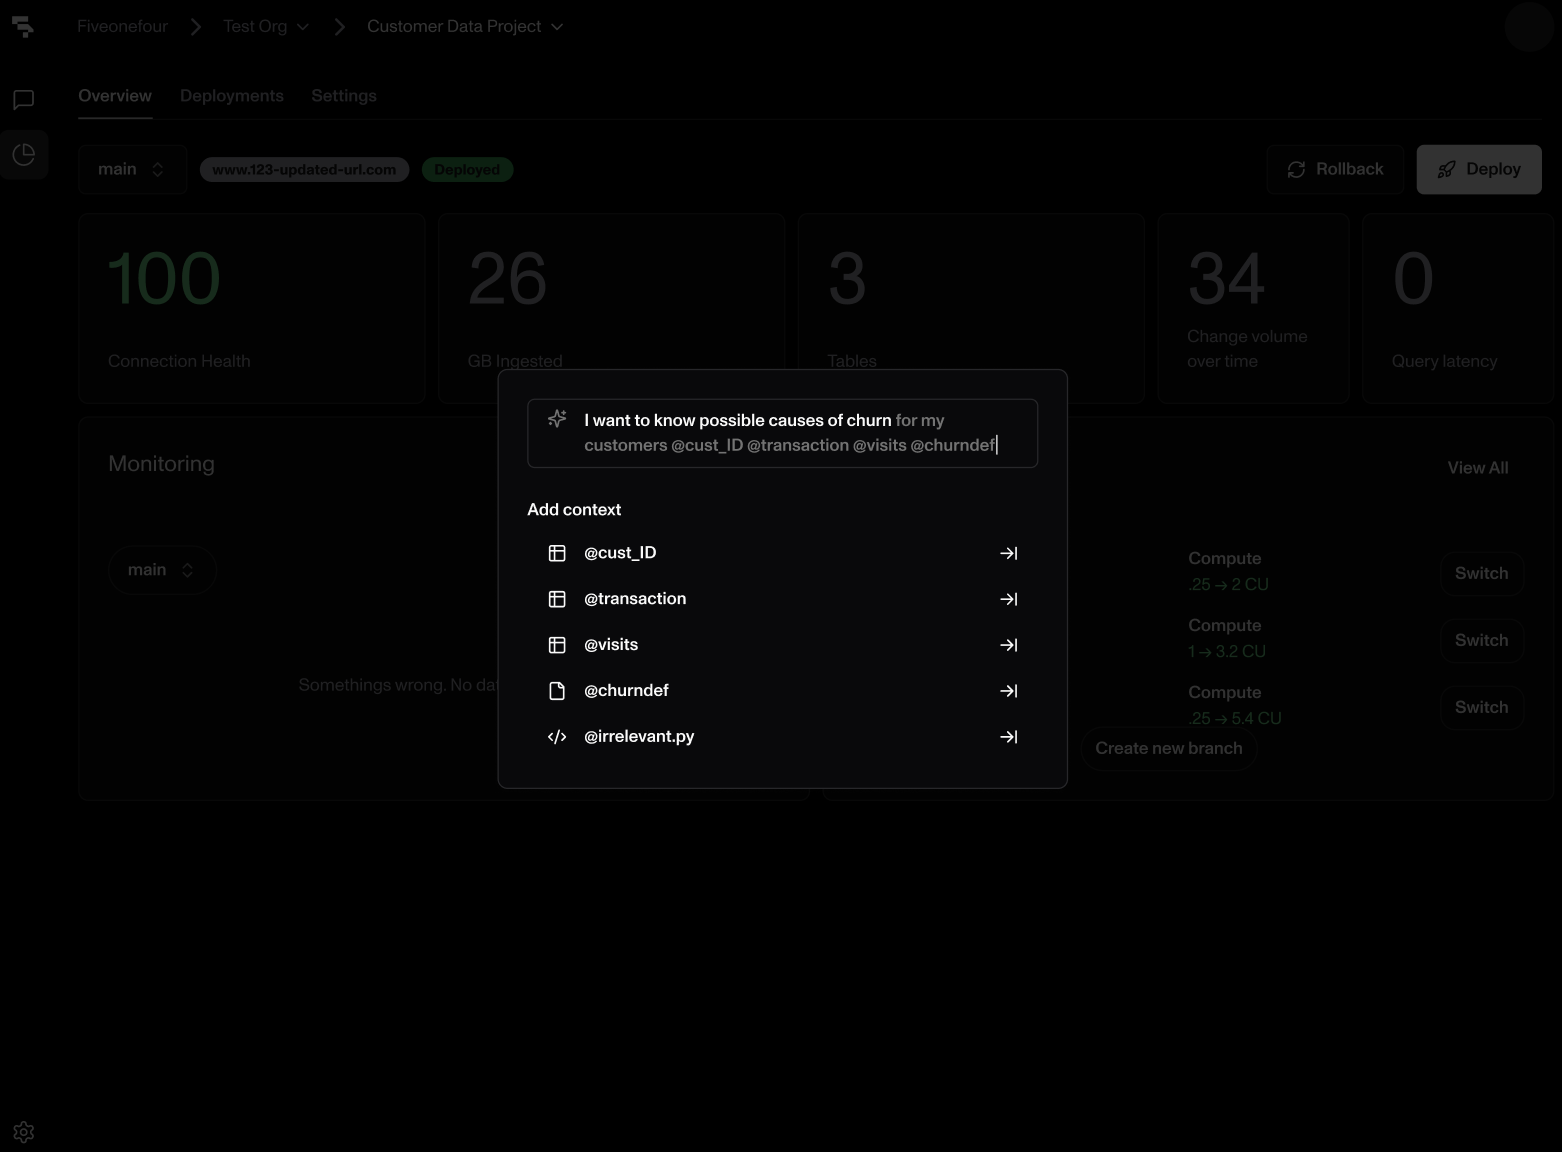 Fiveonefour
Test Org
Customer Data Project
Overview
Deployments
Settings
main
www.123-updated-url.com
Deployed
Rollback
Deploy
100
Connection Health
26
GB Ingested
3
Tables
34
Change volume
over time
0
Query latency
I want to know possible causes of churn for my
customers @cust_ID @transaction @visits @churndef
Add context
@cust_ID
@transaction
@visits
@churndef
@irrelevant.py
Monitoring
main
Somethings wrong. No da
View All
Compute
.25 → 2 CU
Switch
Compute
1 → 3.2 CU
Switch
Compute
.25 → 5.4 CU
Switch
Create new branch